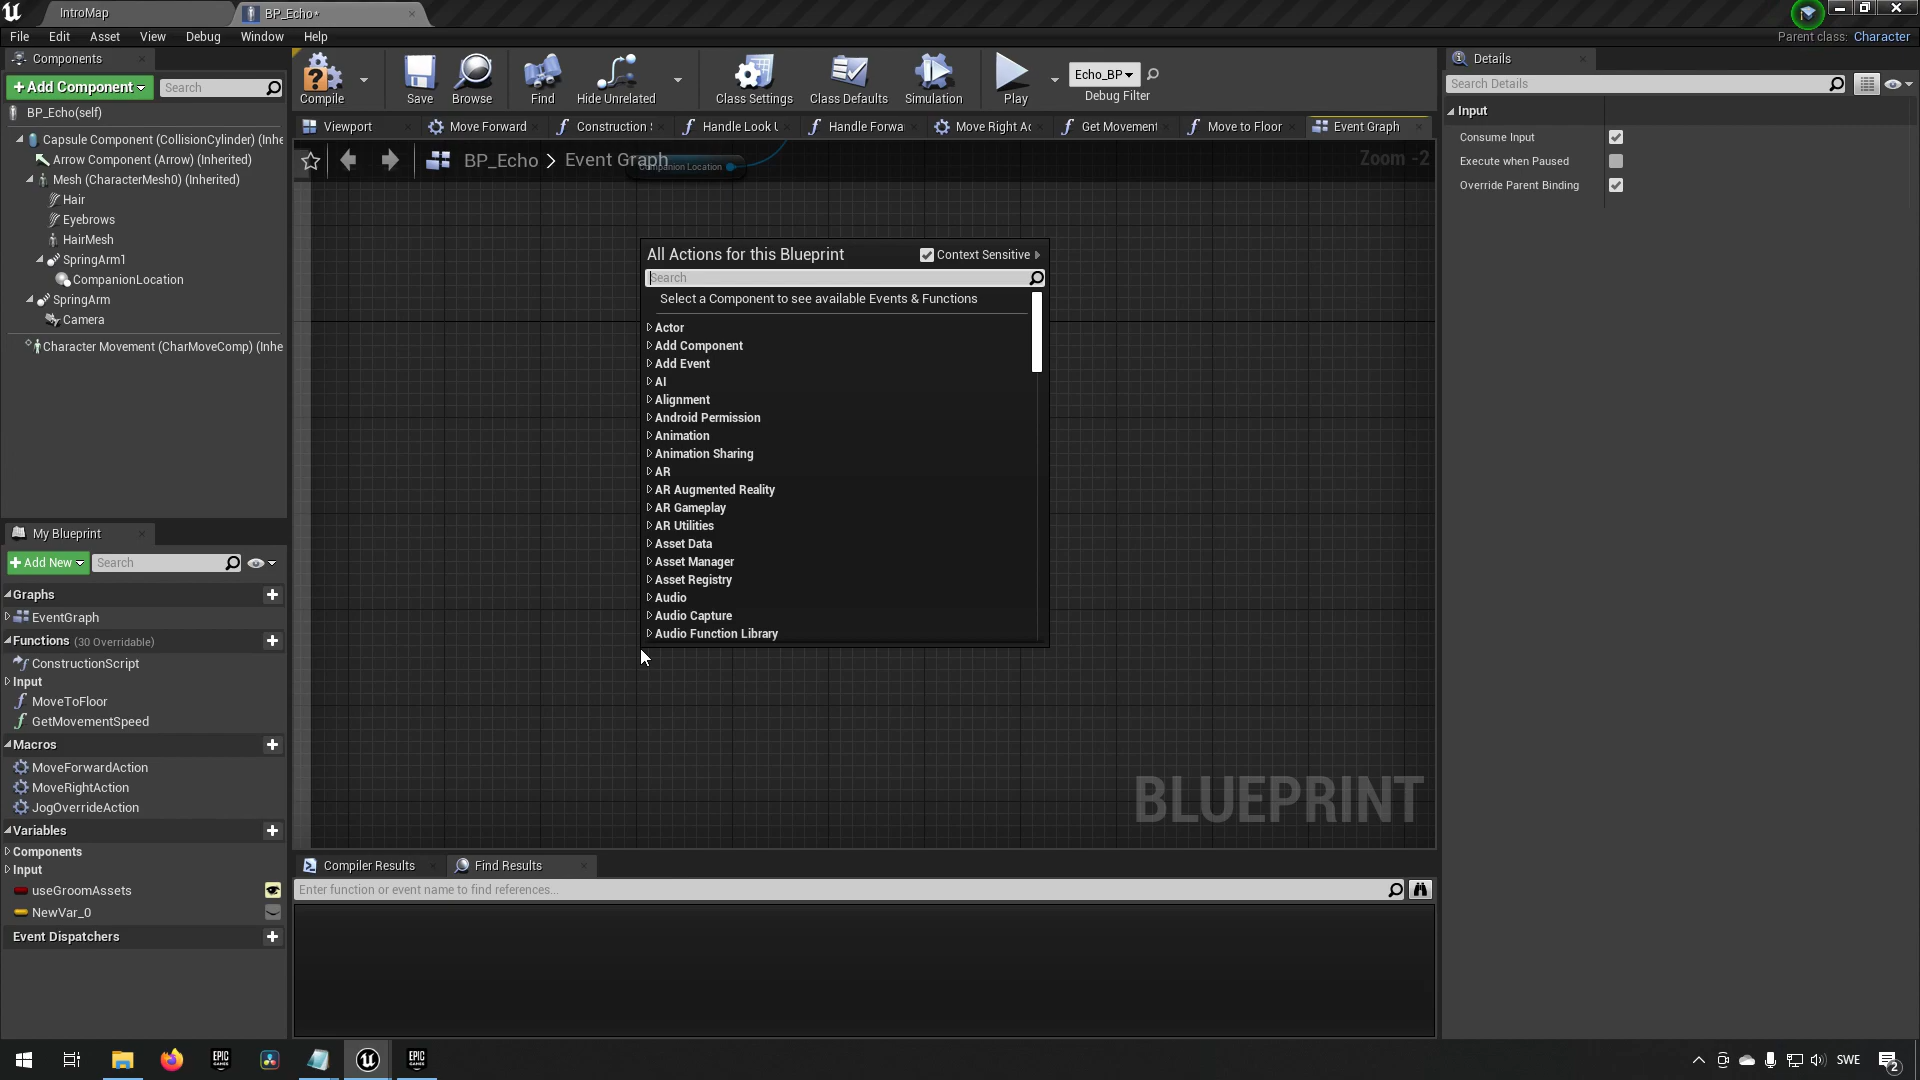 IntroMap
BP_Echo*
File Edit Asset View Debug Window Help
Parent class: Character
Components
+ Add Component
Search
BP_Echo(self)
Capsule Component (CollisionCylinder) (Inhe
Arrow Component (Arrow) (Inherited)
Mesh (CharacterMesh0) (Inherited)
Hair
Eyebrows
HairMesh
SpringArm1
CompanionLocation
SpringArm
Camera
Character Movement (CharMoveComp) (Inhe
My Blueprint
+ Add New
Search
Graphs
EventGraph
Functions (30 Overridable)
ConstructionScript
Input
MoveToFloor
GetMovementSpeed
Macros
MoveForwardAction
MoveRightAction
JogOverrideAction
Variables
Components
Input
useGroomAssets
NewVar_0
Event Dispatchers
Compile Save Browse Find Hide Unrelated Class Settings Class Defaults Simulation Play
Echo_BP
Debug Filter
Viewport Move Forward Construction S Handle Look U Handle Forwa Move Right Ac Get Movement Move to Floor Event Graph
BP_Echo > Event Graph
Companion Location
Zoom -2
All Actions for this Blueprint
Context Sensitive
Search
Select a Component to see available Events & Functions
Actor
Add Component
Add Event
AI
Alignment
Android Permission
Animation
Animation Sharing
AR
AR Augmented Reality
AR Gameplay
AR Utilities
Asset Data
Asset Manager
Asset Registry
Audio
Audio Capture
Audio Function Library
BLUEPRINT
Compiler Results
Find Results
Enter function or event name to find references...
Details
Search Details
Input
Consume Input
Execute when Paused
Override Parent Binding
EPIC GAMES
EPIC GAMES
SWE
2